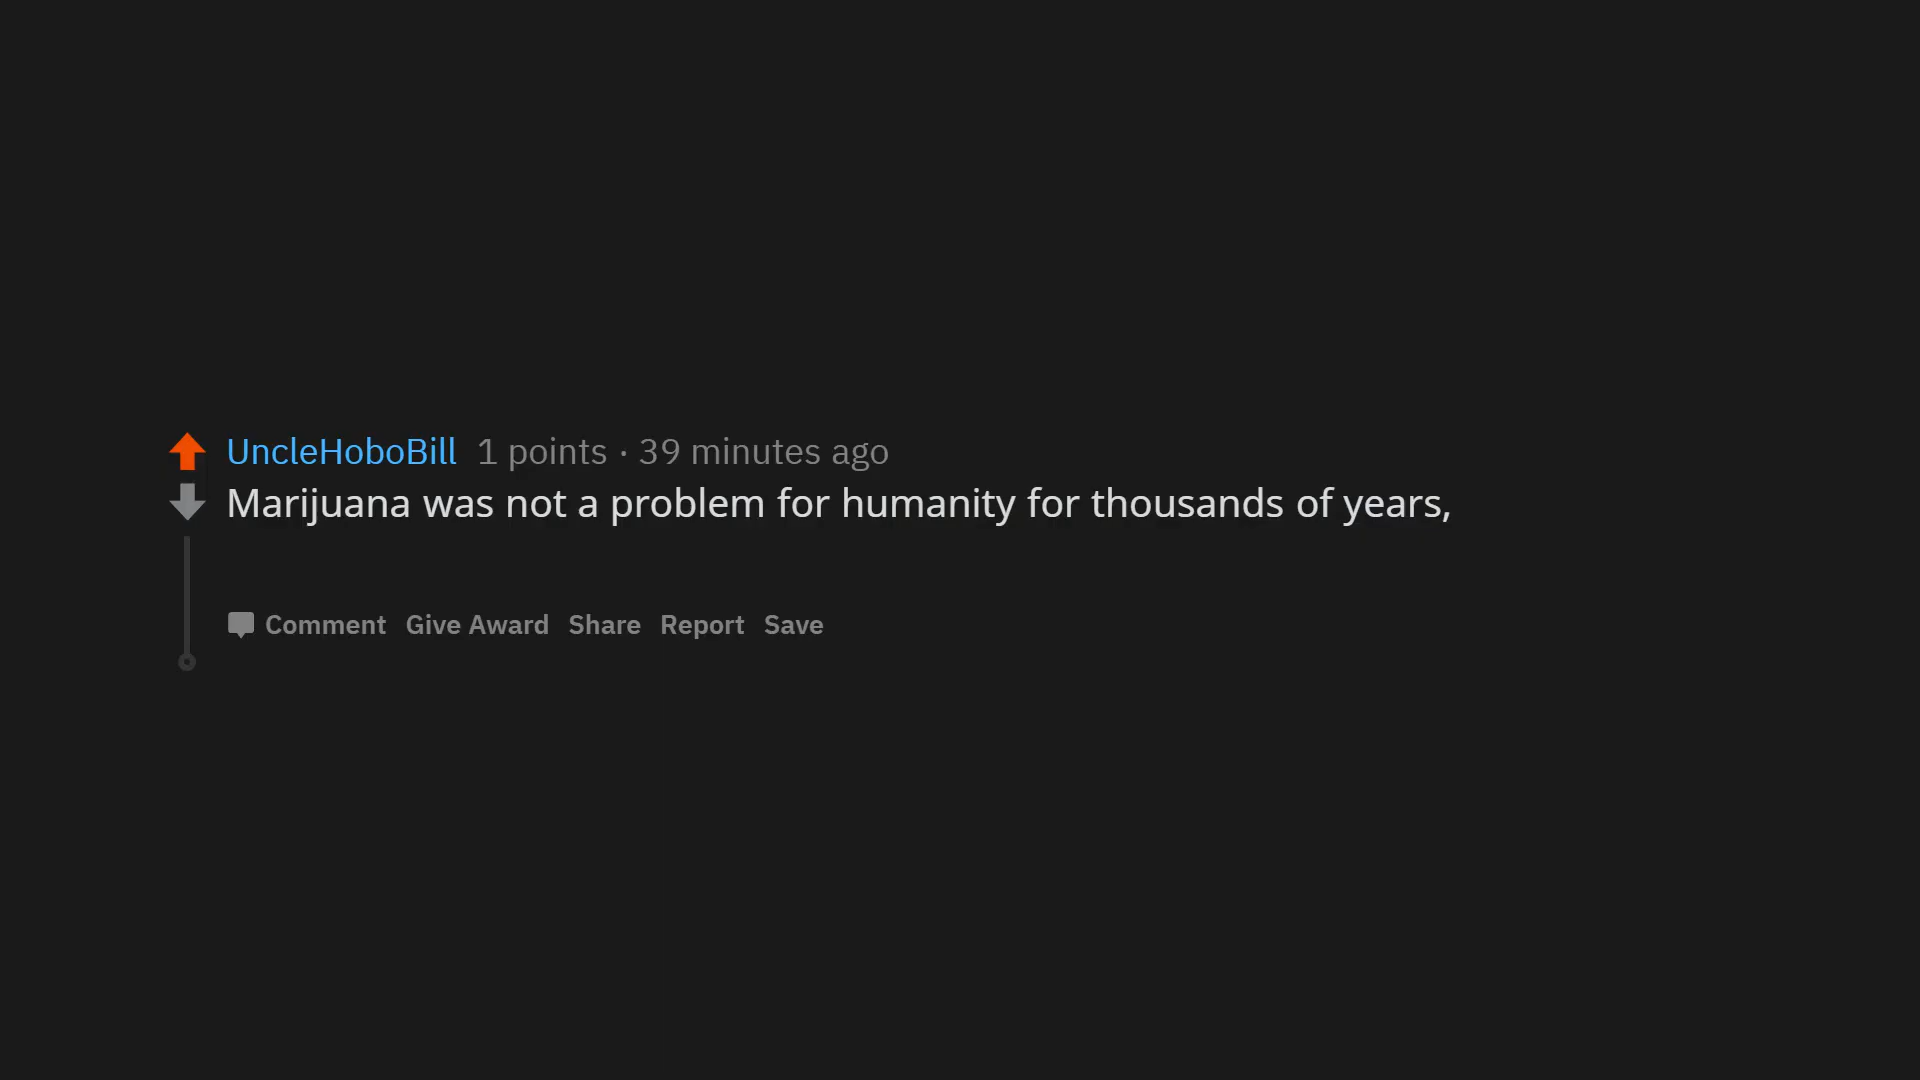 UncleHoboBill 1 points · 39 minutes ago
Marijuana was not a problem for humanity for thousands of years,
Comment Give Award Share Report Save